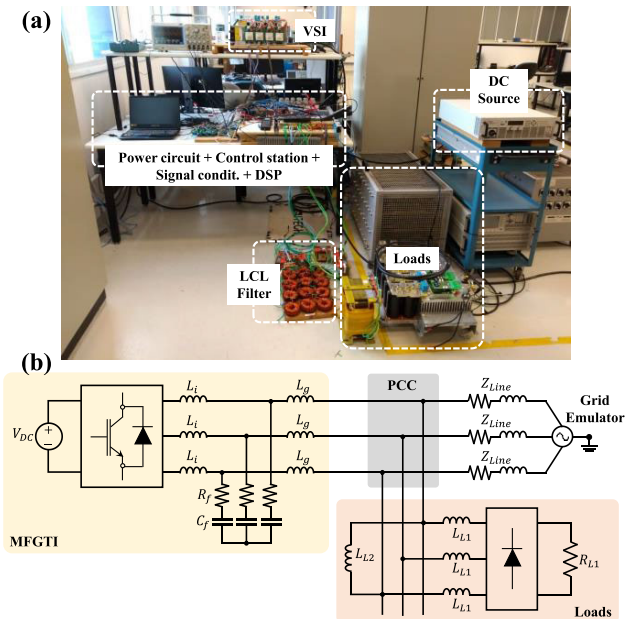 (a)
VSI
DC
Source
Power circuit + Control station +
Signal condit. + DSP
Loads
LCL
Filter
(b)
L_i
L_g
PCC
Z_Line
Grid
Emulator
V_DC
L_i
L_g
Z_Line
L_i
L_g
Z_Line
R_f
C_f
MFGTI
L_L1
L_L2
L_L1
R_L1
L_L1
Loads